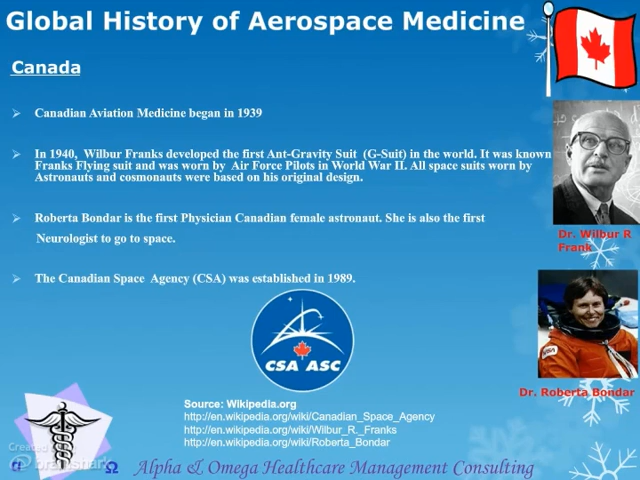 Global History of Aerospace Medicine
Canada
Canadian Aviation Medicine began in 1939
In 1940, Wilbur Franks developed the first Ant-Gravity Suit (G-Suit) in the world. It was known
Franks Flying suit and was worn by Air Force Pilots in World War II. All space suits worn by
Astronauts and cosmonauts were based on his original design.
Roberta Bondar is the first Physician Canadian female astronaut. She is also the first
Neurologist to go to space.
The Canadian Space Agency (CSA) was established in 1989.
Dr. Wilbur R
Frank
CSA ASC
Dr. Roberta Bondar
Source: Wikipedia.org
http://en.wikipedia.org/wiki/Canadian_Space_Agency
http://en.wikipedia.org/wiki/Wilbur_R._Franks
http://en.wikipedia.org/wiki/Roberta_Bondar
α Ω Alpha & Omega Healthcare Management Consulting